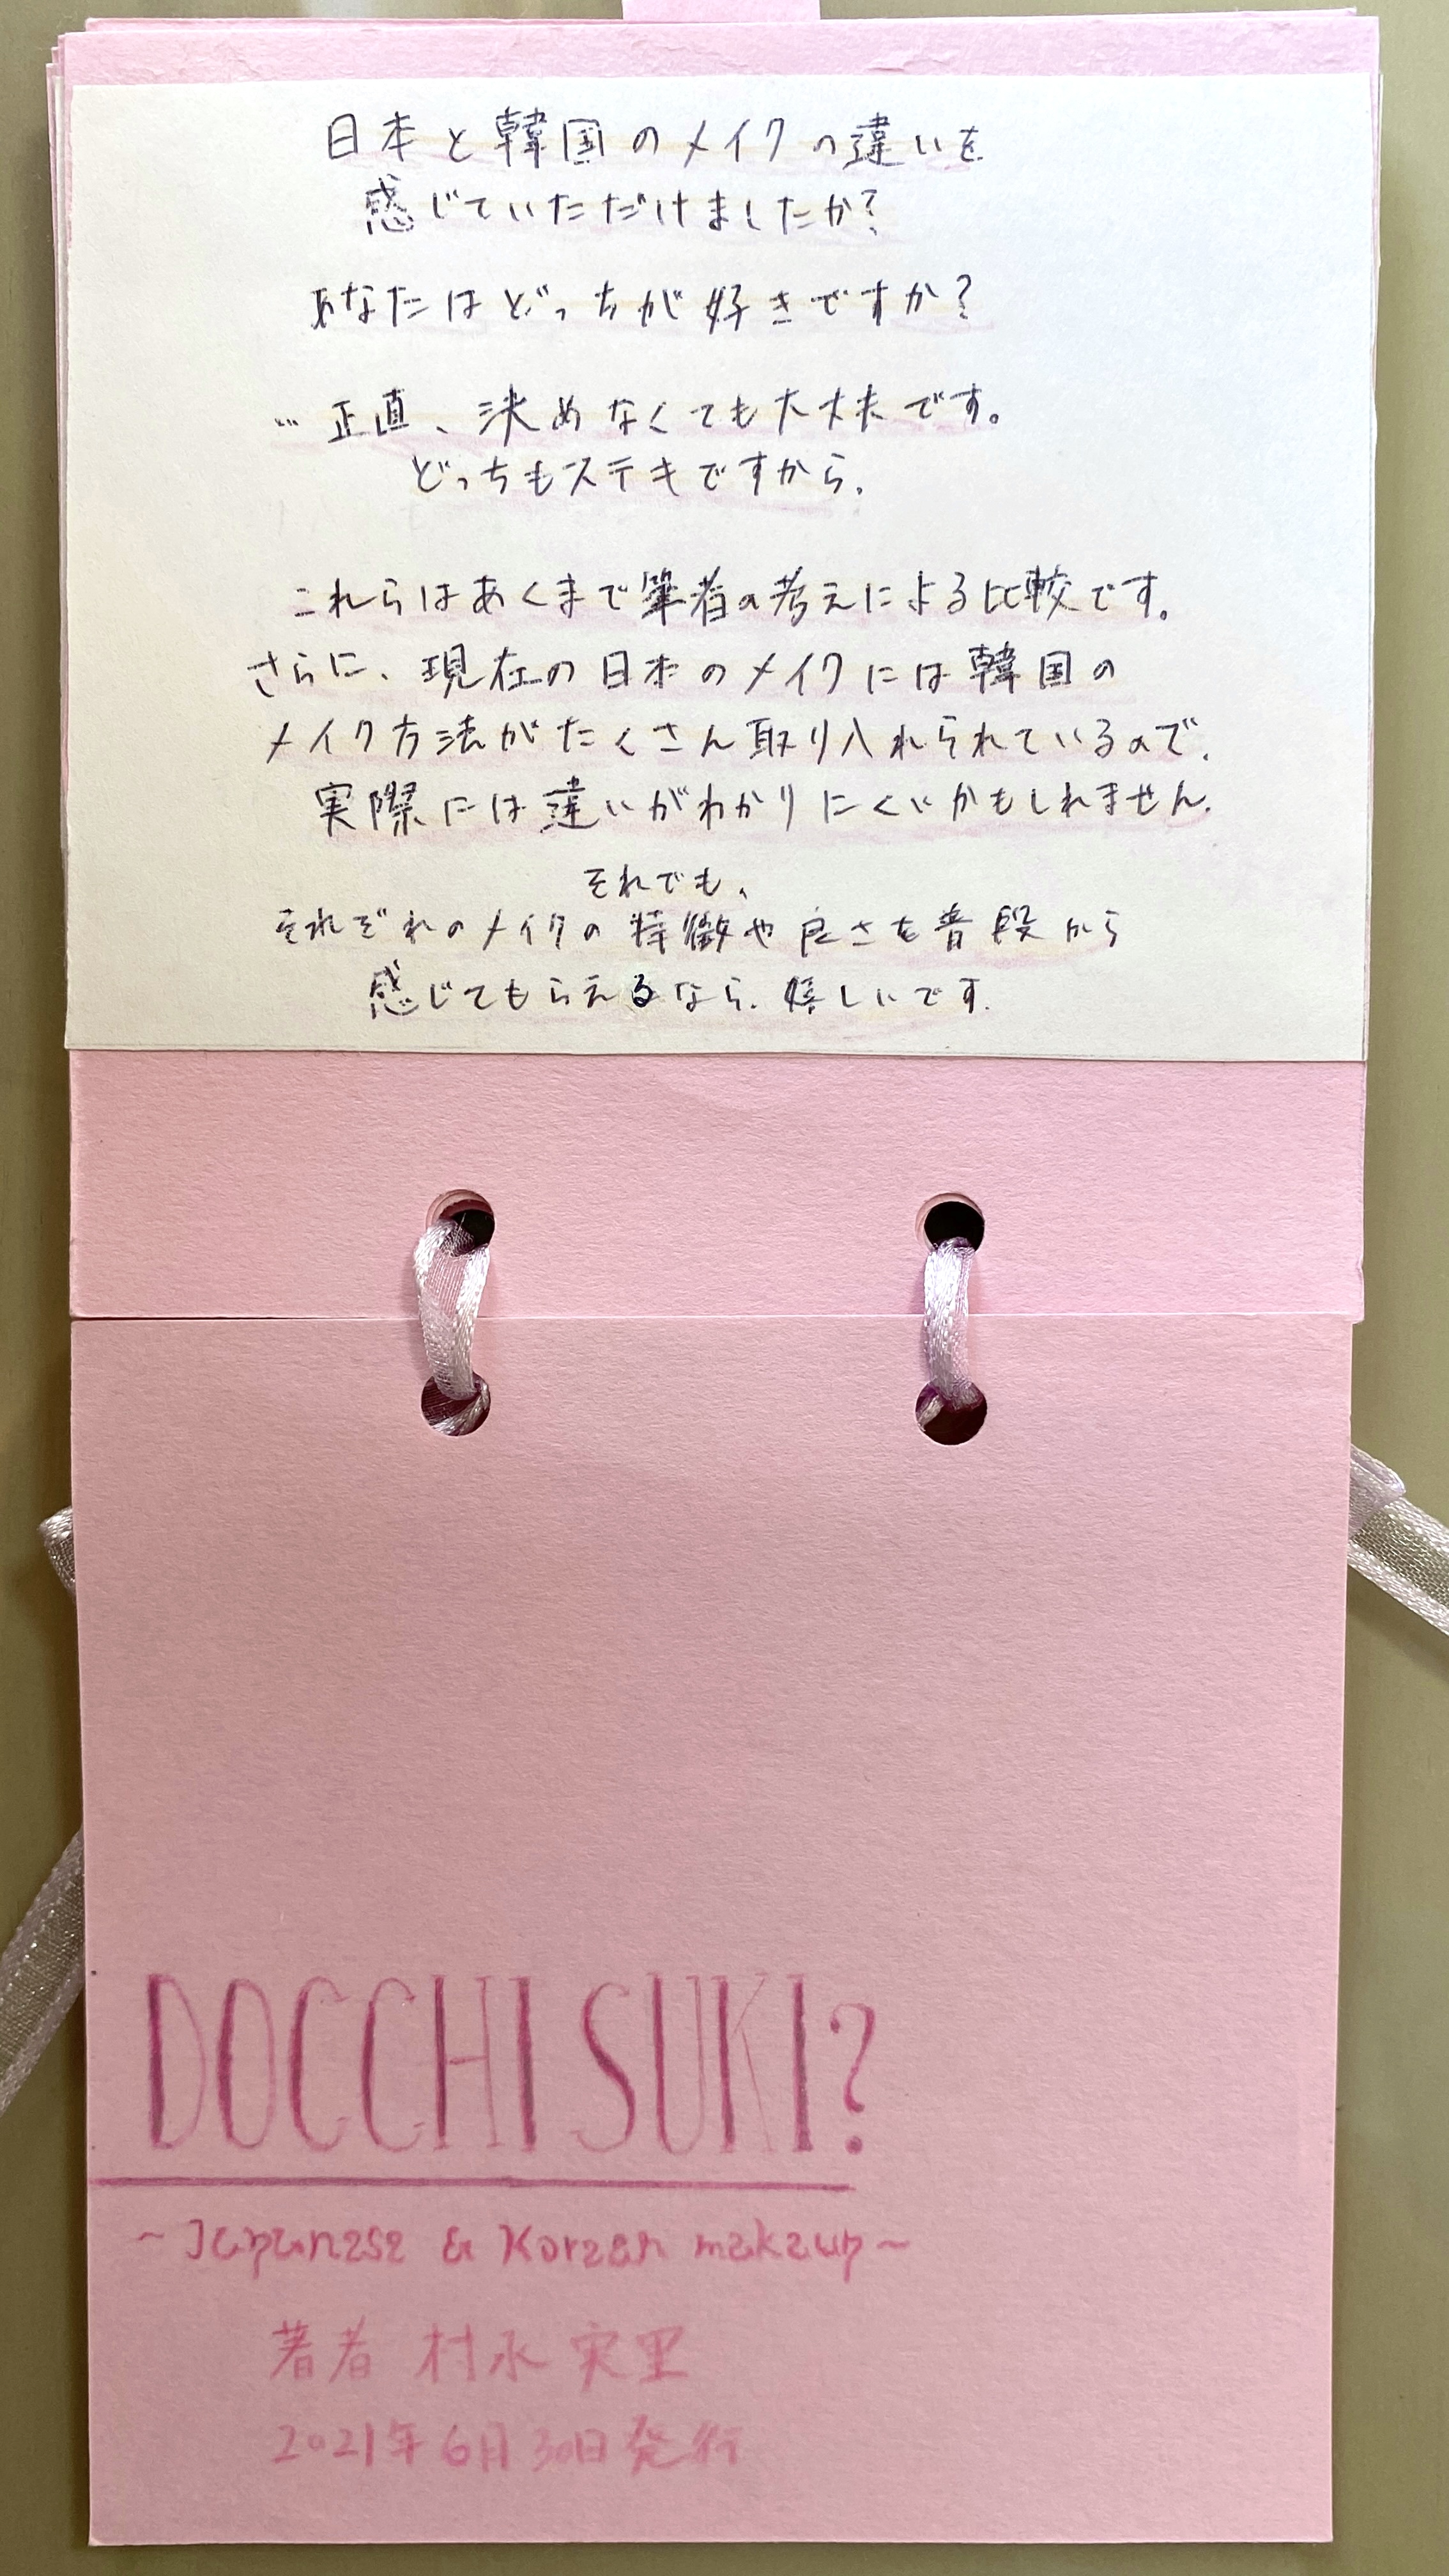 日本と韓国のメイクの違いを
感じていただけましたか?
あなたはどっちが好きですか?
…正直、決めなくても大丈夫です。
どっちもステキですから。
これらはあくまで筆者の考えによる比較です。
さらに、現在の日本のメイクには韓国の
メイク方法がたくさん取り入れられているので、
実際には違いがわかりにくいかもしれません。
それでも、
それぞれのメイクの特徴や良さを普段から
感じてもらえるなら、嬉しいです。
DOCCHI SUKI?
~Japanese & Korean makeup~
著者 村永 実里
2021年6月30日発行